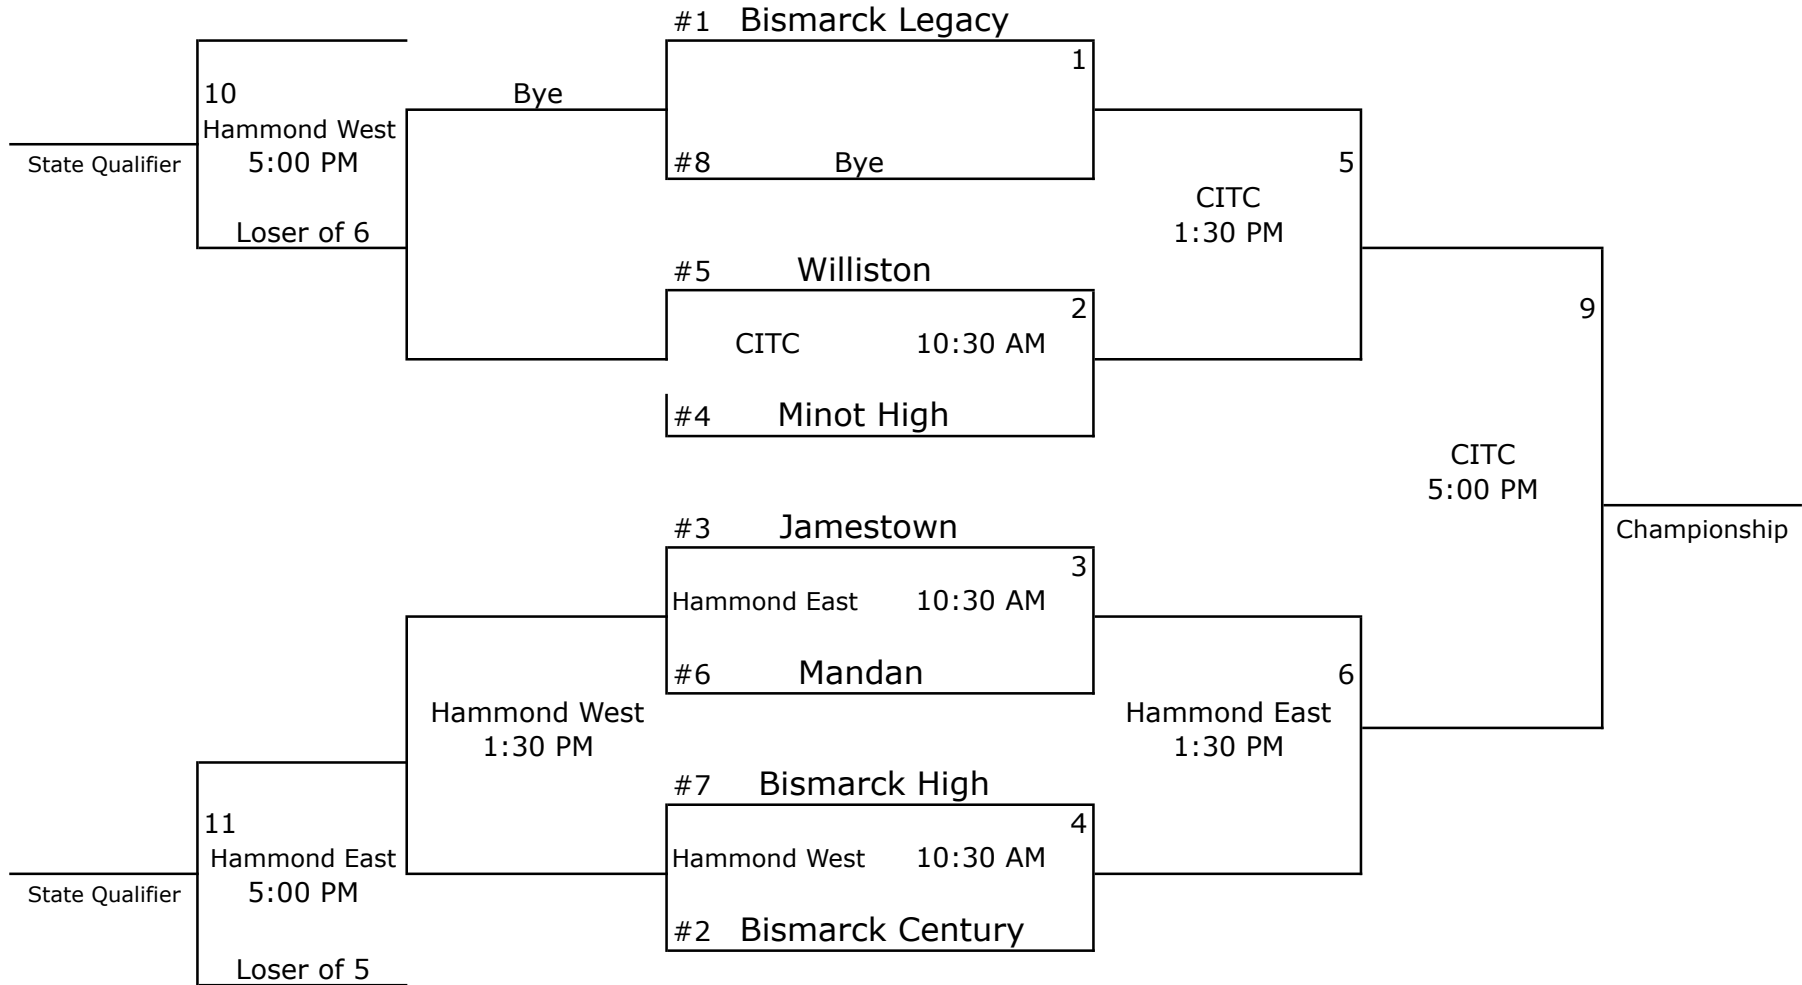 #1 Bismarck Legacy
1
10 Bye
Hammond West
State Qualifier 5:00 PM #8 Bye 5
CITC
Loser of 6 1:30 PM
#5 Williston
2 9
CITC 10:30 AM
#4 Minot High
CITC
5:00 PM
#3 Jamestown Championship
3
Hammond East 10:30 AM
#6 Mandan 6
Hammond West Hammond East
1:30 PM 1:30 PM
#7 Bismarck High
11 4
Hammond East Hammond West 10:30 AM
State Qualifier 5:00 PM
#2 Bismarck Century
Loser of 5